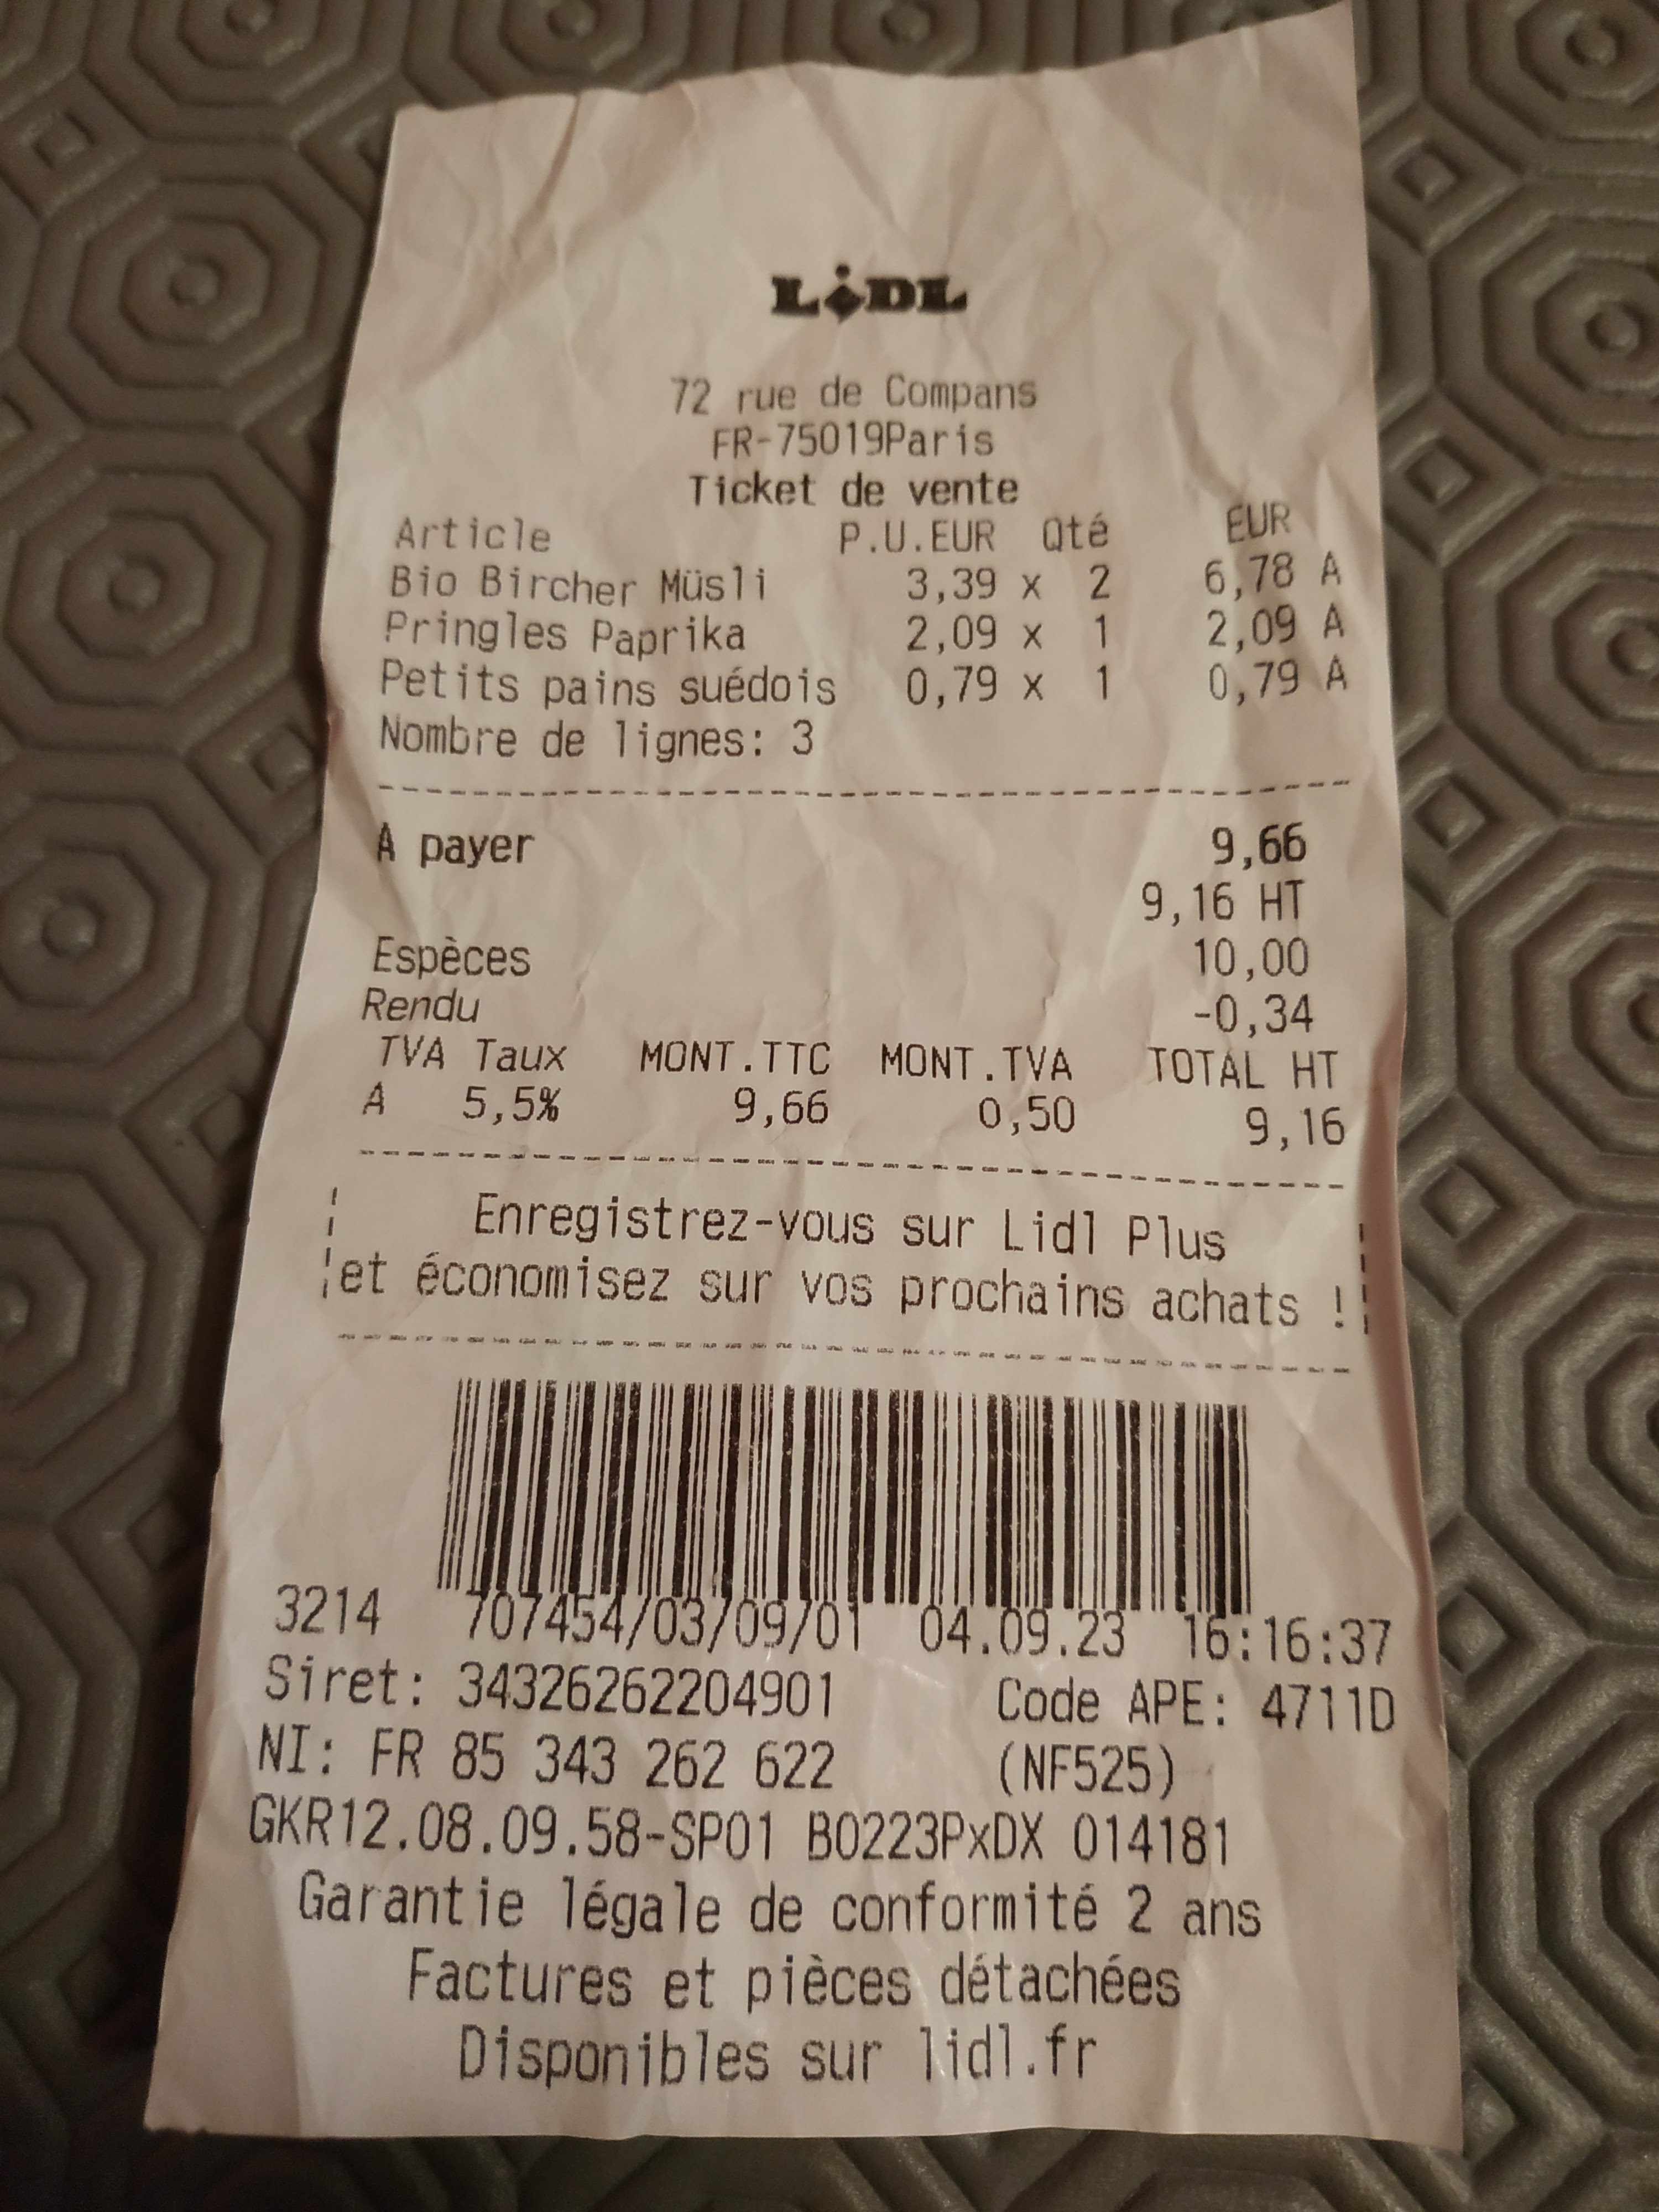 LiDL
72 rue de Compans
FR-75019Paris
Ticket de vente
Article P.U.EUR Qté EUR
Bio Bircher Müsli 3,39 x 2 6,78 A
Pringles Paprika 2,09 x 1 2,09 A
Petits pains suédois 0,79 x 1 0,79 A
Nombre de lignes: 3
A payer 9,66
9,16 HT
Espèces 10,00
Rendu -0,34
TVA Taux MONT.TTC MONT.TVA TOTAL HT
A 5,5% 9,66 0,50 9,16
Enregistrez-vous sur Lidl Plus
et économisez sur vos prochains achats !
3214 707454/03/09/01 04.09.23 16:16:37
Siret: 34326262204901 Code APE: 4711D
NI: FR 85 343 262 622 (NF525)
GKR12.08.09.58-SP01 B0223PxDX 014181
Garantie légale de conformité 2 ans
Factures et pièces détachées
Disponibles sur lidl.fr